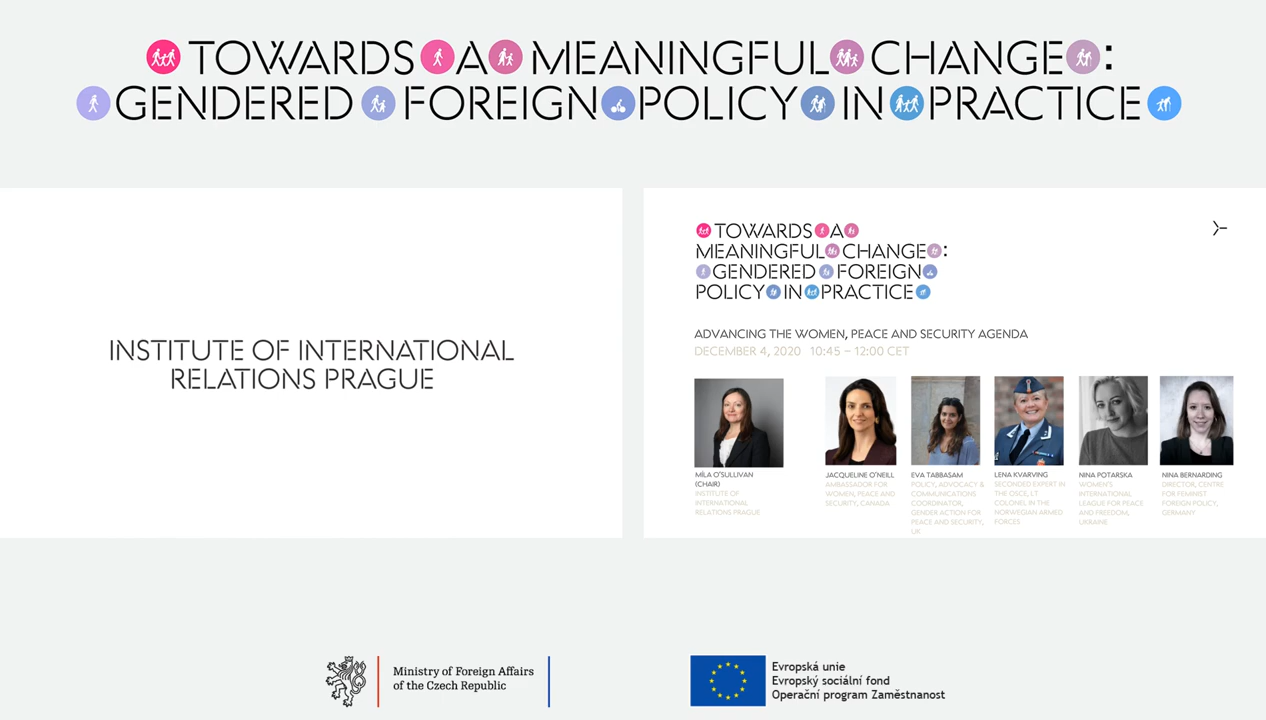 TOWARDS A MEANINGFUL CHANGE:
GENDERED FOREIGN POLICY IN PRACTICE
INSTITUTE OF INTERNATIONAL
RELATIONS PRAGUE
TOWARDS A
MEANINGFUL CHANGE:
GENDERED FOREIGN
POLICY IN PRACTICE
ADVANCING THE WOMEN, PEACE AND SECURITY AGENDA
DECEMBER 4, 2020 10:45 – 12:00 CET
MÍLA O'SULLIVAN
(CHAIR)
INSTITUTE OF
INTERNATIONAL
RELATIONS PRAGUE
JACQUELINE O'NEILL
AMBASSADOR FOR
WOMEN, PEACE AND
SECURITY, CANADA
EVA TABBASAM
POLICY, ADVOCACY &
COMMUNICATIONS
COORDINATOR,
GENDER ACTION FOR
PEACE AND SECURITY,
UK
LENA KVARVING
SECONDED EXPERT IN
THE OSCE, LT
COLONEL IN THE
NORWEGIAN ARMED
FORCES
NINA POTARSKA
WOMEN'S
INTERNATIONAL
LEAGUE FOR PEACE
AND FREEDOM,
UKRAINE
NINA BERNARDING
DIRECTOR, CENTRE
FOR FEMINIST
FOREIGN POLICY,
GERMANY
Ministry of Foreign Affairs
of the Czech Republic
Evropská unie
Evropský sociální fond
Operační program Zaměstnanost